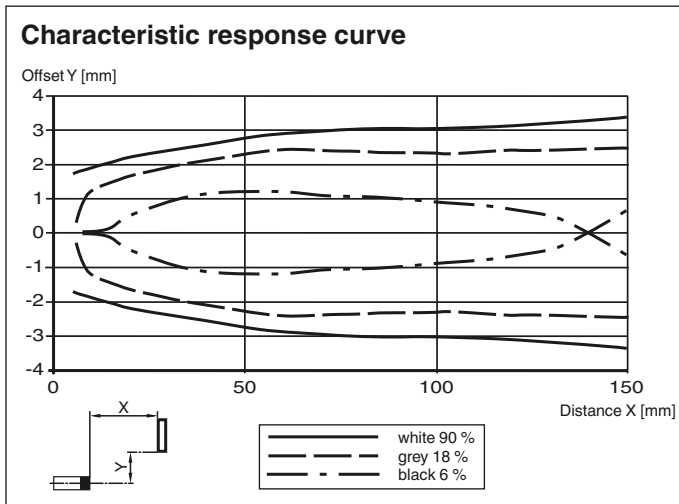 Characteristic response curve
Offset Y [mm]
4
3
2
1
0
-1
-2
-3
-4
0 50 100 150
Distance X [mm]
X
Y
white 90 %
grey 18 %
black 6 %